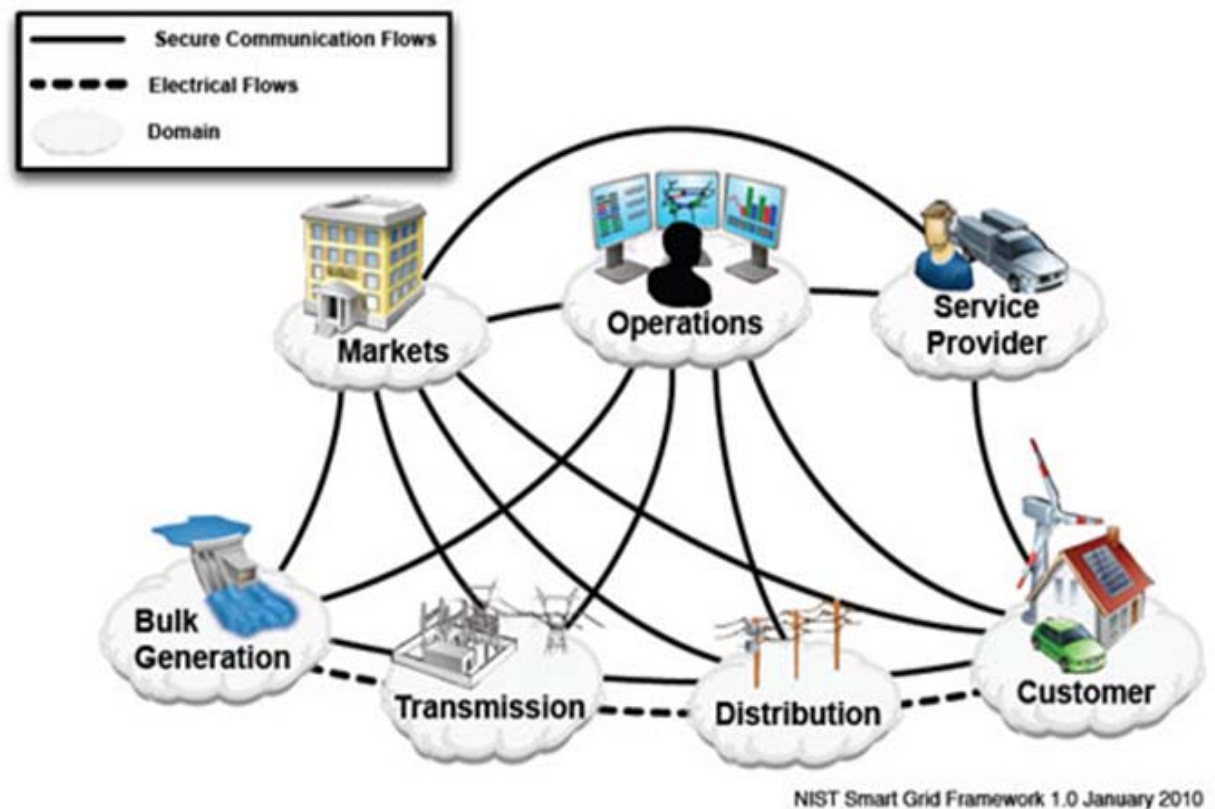 Secure Communication Flows
Electrical Flows
Domain
Markets
Operations
Service
Provider
Bulk
Generation
Transmission
Distribution
Customer
NIST Smart Grid Framework 1.0 January 2010